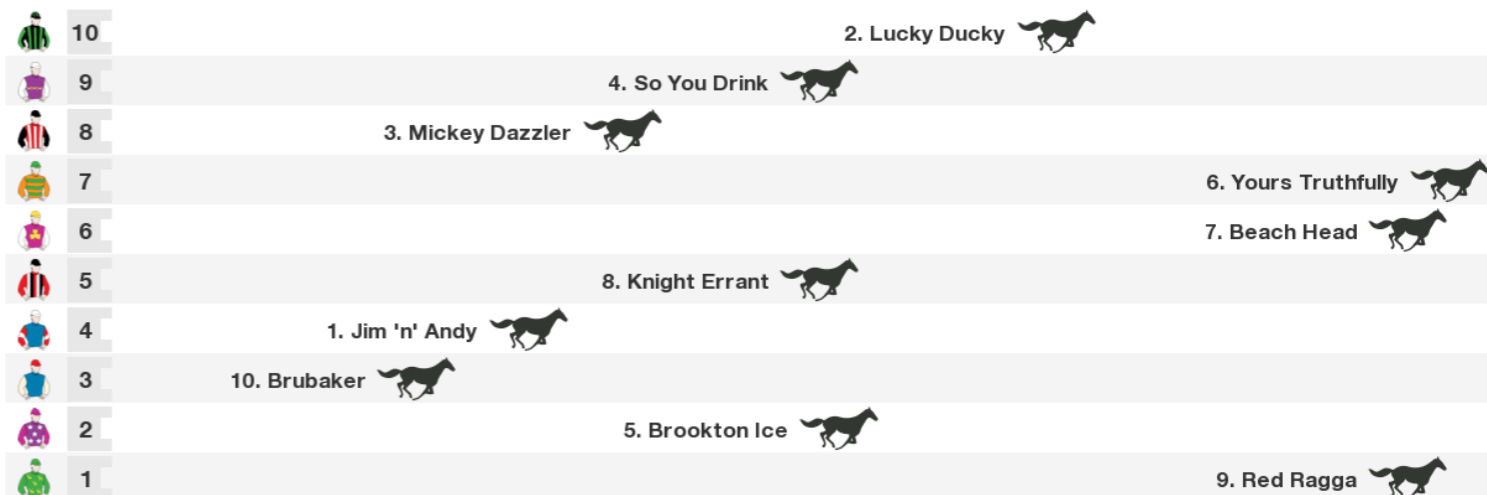 10 2. Lucky Ducky
9 4. So You Drink
8 3. Mickey Dazzler
7 6. Yours Truthfully
6 7. Beach Head
5 8. Knight Errant
4 1. Jim 'n' Andy
3 10. Brubaker
2 5. Brookton Ice
1 9. Red Ragga